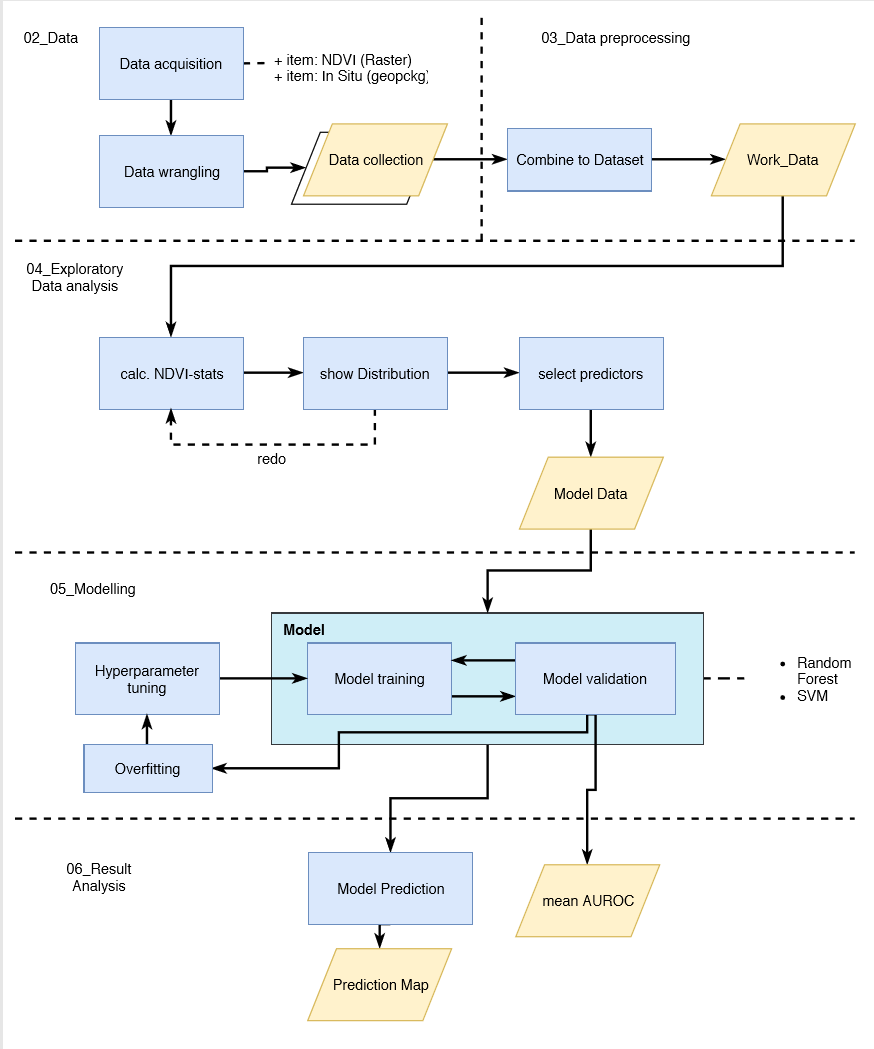 02_Data
Data acquisition
+ item: NDVI (Raster)
+ item: In Situ (geopckg)
Data wrangling
Data collection
03_Data preprocessing
Combine to Dataset
Work_Data
04_Exploratory
Data analysis
calc. NDVI-stats
show Distribution
select predictors
redo
Model Data
05_Modelling
Model
Hyperparameter
tuning
Model training
Model validation
• Random
Forest
• SVM
Overfitting
06_Result
Analysis
Model Prediction
mean AUROC
Prediction Map